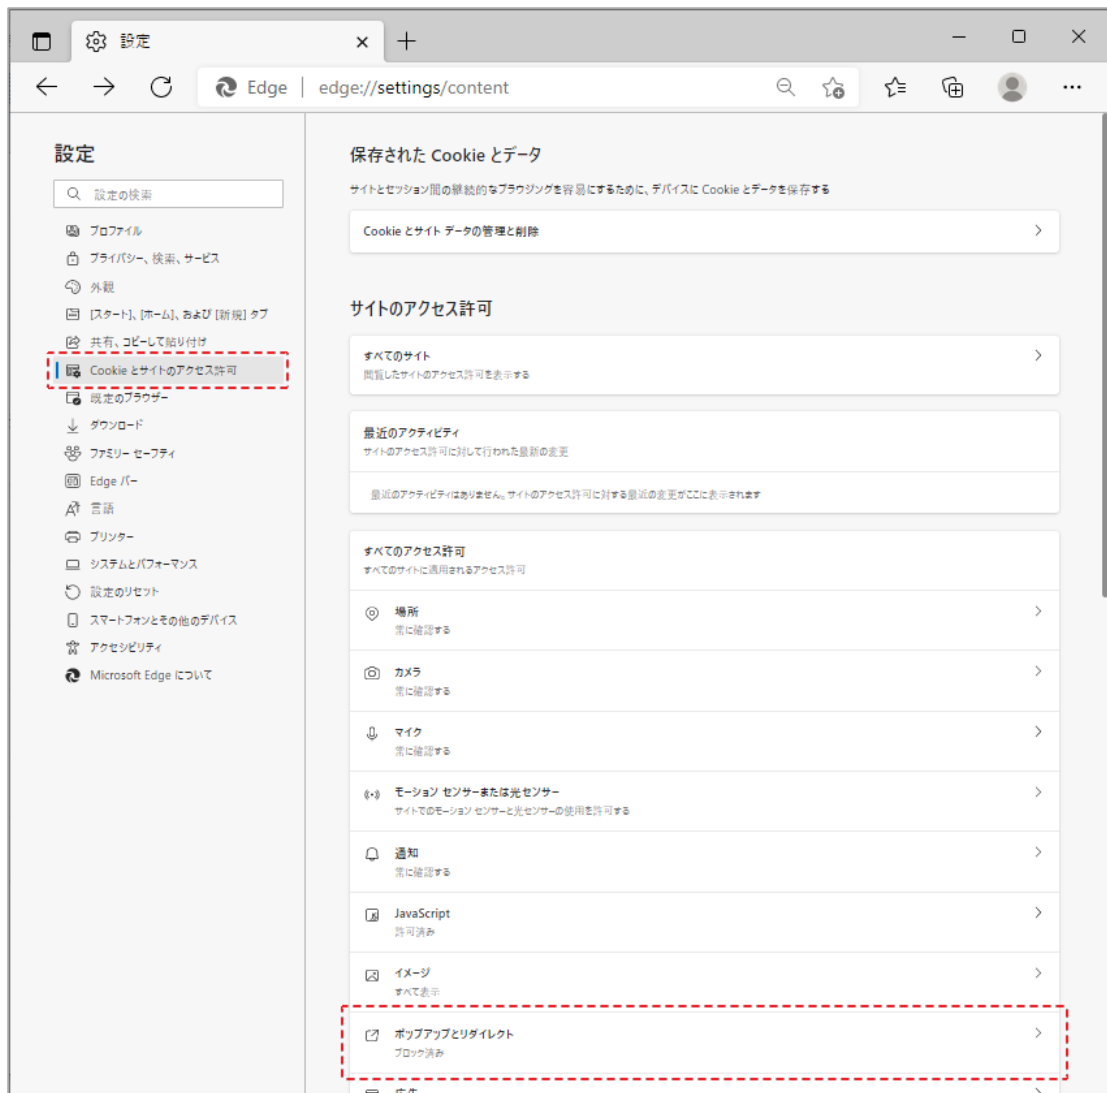 設定
Edge
edge://settings/content
設定
設定の検索
プロファイル
プライバシー、検索、サービス
外観
[スタート]、[ホーム]、および [新規] タブ
共有、コピーして貼り付け
Cookie とサイトのアクセス許可
既定のブラウザー
ダウンロード
ファミリー セーフティ
Edge バー
言語
プリンター
システムとパフォーマンス
設定のリセット
スマートフォンとその他のデバイス
アクセシビリティ
Microsoft Edge について
保存された Cookie とデータ
サイトとセッション間の継続的なブラウジングを容易にするために、デバイスに Cookie とデータを保存する
Cookie とサイト データの管理と削除
サイトのアクセス許可
すべてのサイト
閲覧したサイトのアクセス許可を表示する
最近のアクティビティ
サイトのアクセス許可に対して行われた最新の変更
最近のアクティビティはありません。サイトのアクセス許可に対する最近の変更がここに表示されます
すべてのアクセス許可
すべてのサイトに適用されるアクセス許可
場所
常に確認する
カメラ
常に確認する
マイク
常に確認する
モーション センサーまたは光センサー
サイトでのモーション センサーと光センサーの使用を許可する
通知
常に確認する
JavaScript
許可済み
イメージ
すべて表示
ポップアップとリダイレクト
ブロック済み
広告